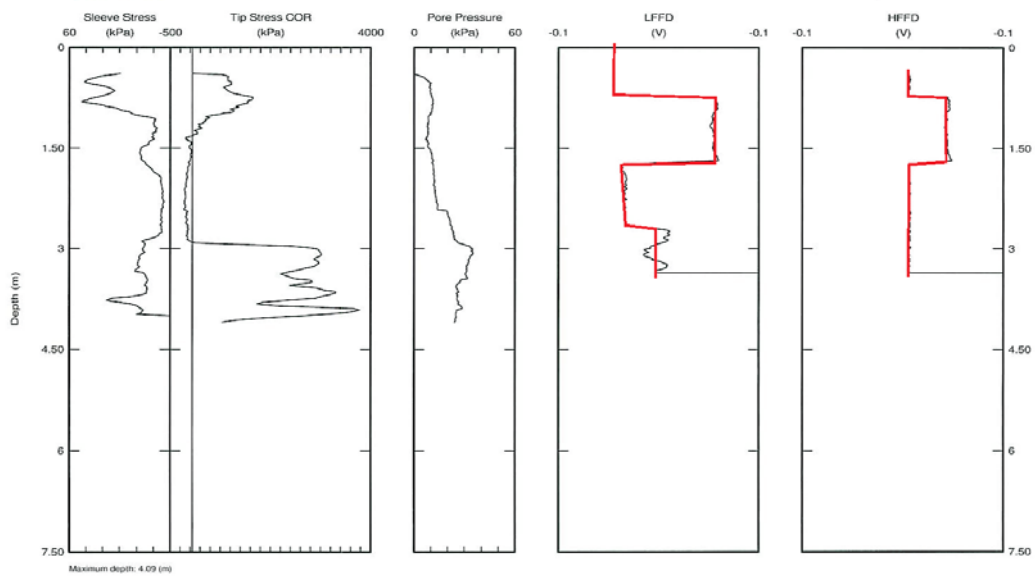 Sleeve Stress Tip Stress COR Pore Pressure LFFD HFFD
60 (kPa) -500 (kPa) 4000 0 (kPa) 60 -0.1 (V) -0.1 -0.1 (V) -0.1
0 0
1.50 1.50
3 3
Depth (m)
4.50 4.50
6 6
7.50 7.50
Maximum depth: 4.09 (m)